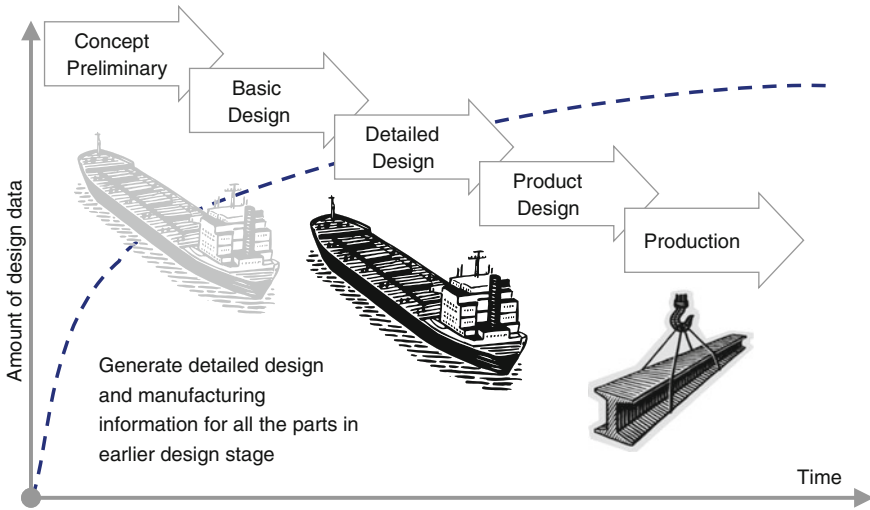 Concept
Preliminary
Basic
Design
Detailed
Design
Product
Design
Production
Amount of design data
Generate detailed design
and manufacturing
information for all the parts in
earlier design stage
Time